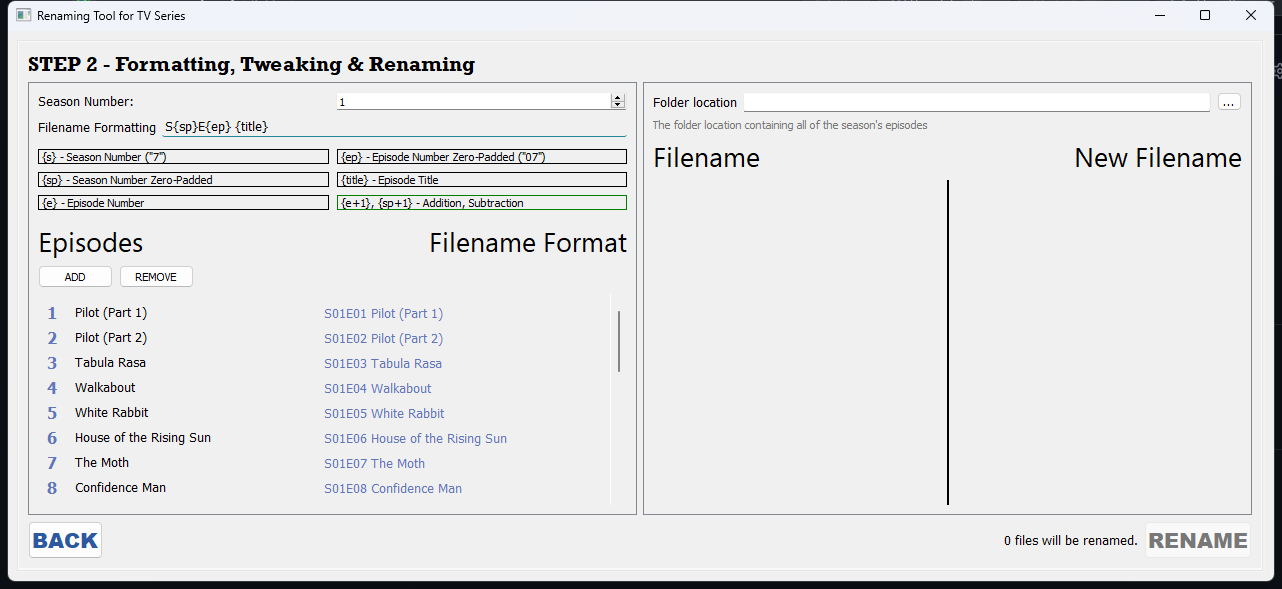 Renaming Tool for TV Series
STEP 2 - Formatting, Tweaking & Renaming
Season Number:
1
Filename Formatting
S{sp}E{ep} {title}
{s} - Season Number ("7")
{ep} - Episode Number Zero-Padded ("07")
{sp} - Season Number Zero-Padded
{title} - Episode Title
{e} - Episode Number
{e+1}, {sp+1} - Addition, Subtraction
Episodes
Filename Format
ADD
REMOVE
1 Pilot (Part 1) S01E01 Pilot (Part 1)
2 Pilot (Part 2) S01E02 Pilot (Part 2)
3 Tabula Rasa S01E03 Tabula Rasa
4 Walkabout S01E04 Walkabout
5 White Rabbit S01E05 White Rabbit
6 House of the Rising Sun S01E06 House of the Rising Sun
7 The Moth S01E07 The Moth
8 Confidence Man S01E08 Confidence Man
BACK
Folder location
...
The folder location containing all of the season's episodes
Filename
New Filename
0 files will be renamed.
RENAME